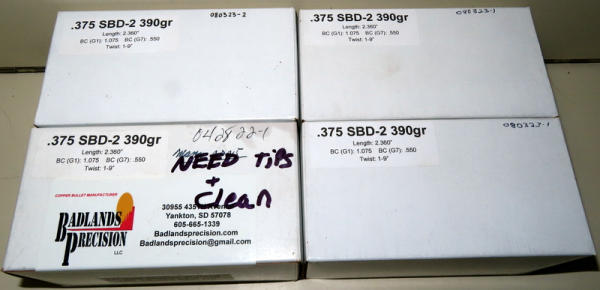 .375 SBD-2 390gr
080323-2
Length: 2.360"
BC (G1): 1.075 BC (G7): .550
Twist: 1-9"
.375 SBD-2 390gr
080323-1
Length: 2.360"
BC (G1): 1.075 BC (G7): .550
Twist: 1-9"
.375 SBD-2 390gr
042822-1
Length: 2.360"
BC (G1): 1.075 BC (G7): .550
Twist: 1-9"
NEED TiPS
+
Clean
COPPER BULLET MANUFACTURER
BADLANDS
PRECISION
LLC
30955
Yankton, SD 57078
605-665-1339
Badlandsprecision.com
Badlandsprecision@gmail.com
.375 SBD-2 390gr
080323-1
Length: 2.360"
BC (G1): 1.075 BC (G7): .550
Twist: 1-9"